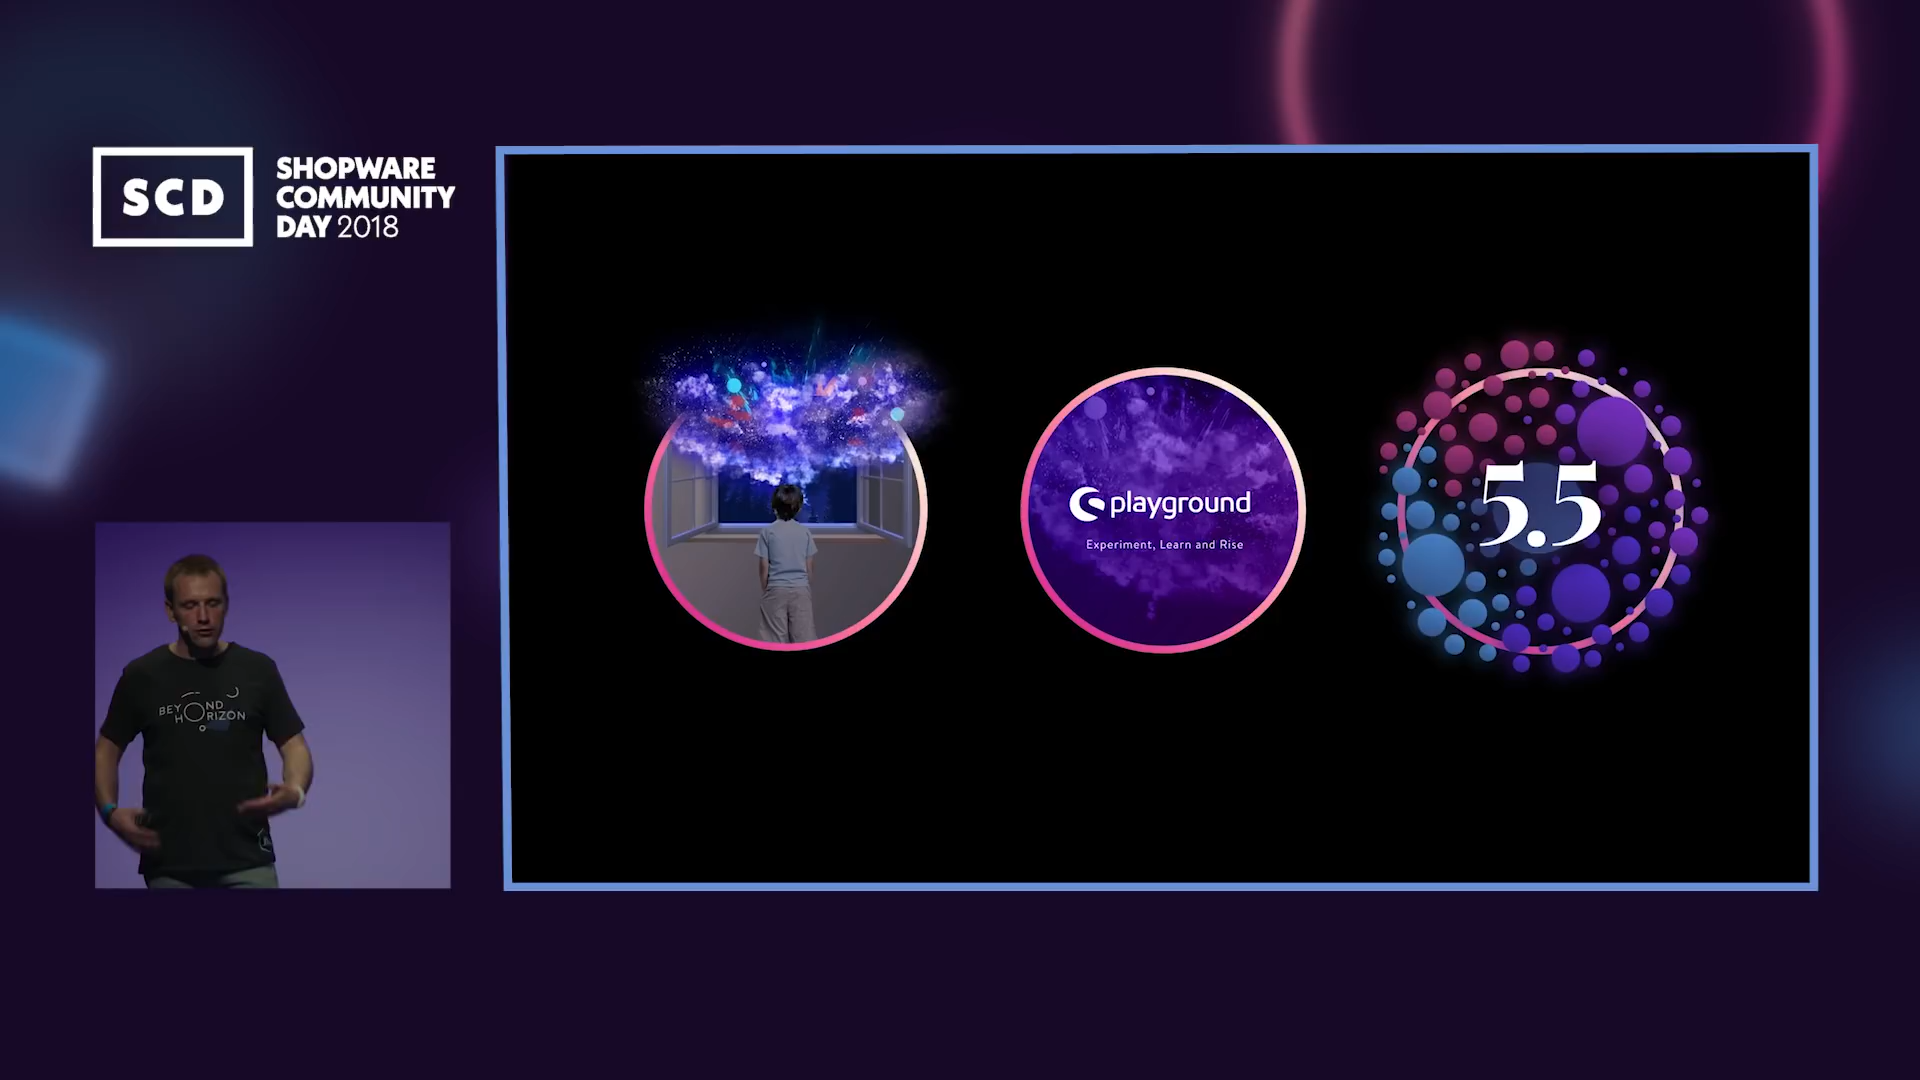 SCD
SHOPWARE
COMMUNITY
DAY 2018
playground
Experiment, Learn and Rise
5.5
BEYOND
HORIZON